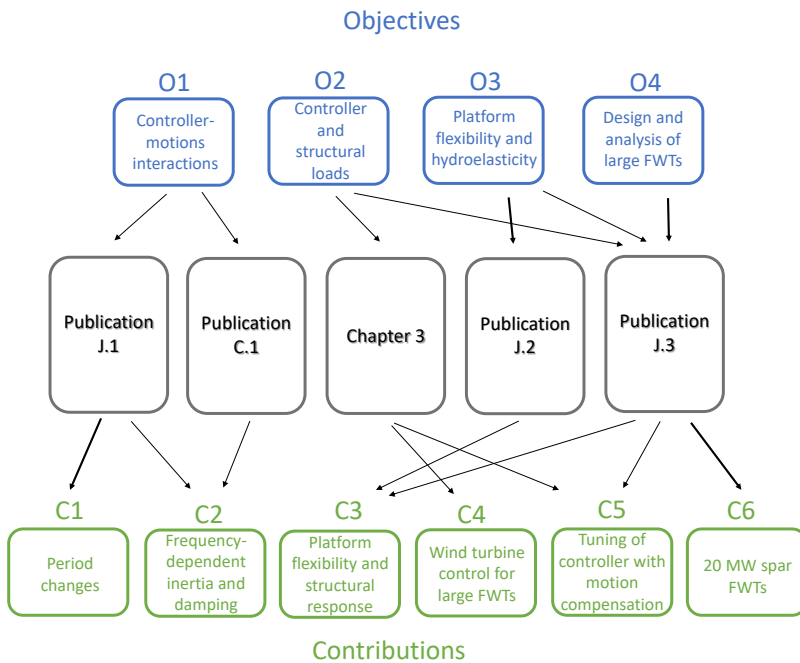 Objectives
O1
O2
O3
O4
Controller-
motions
interactions
Controller
and
structural
loads
Platform
flexibility and
hydroelasticity
Design and
analysis of
large FWTs
Publication
J.1
Publication
C.1
Chapter 3
Publication
J.2
Publication
J.3
C1
C2
C3
C4
C5
C6
Period
changes
Frequency-
dependent
inertia and
damping
Platform
flexibility and
structural
response
Wind turbine
control for
large FWTs
Tuning of
controller with
motion
compensation
20 MW spar
FWTs
Contributions